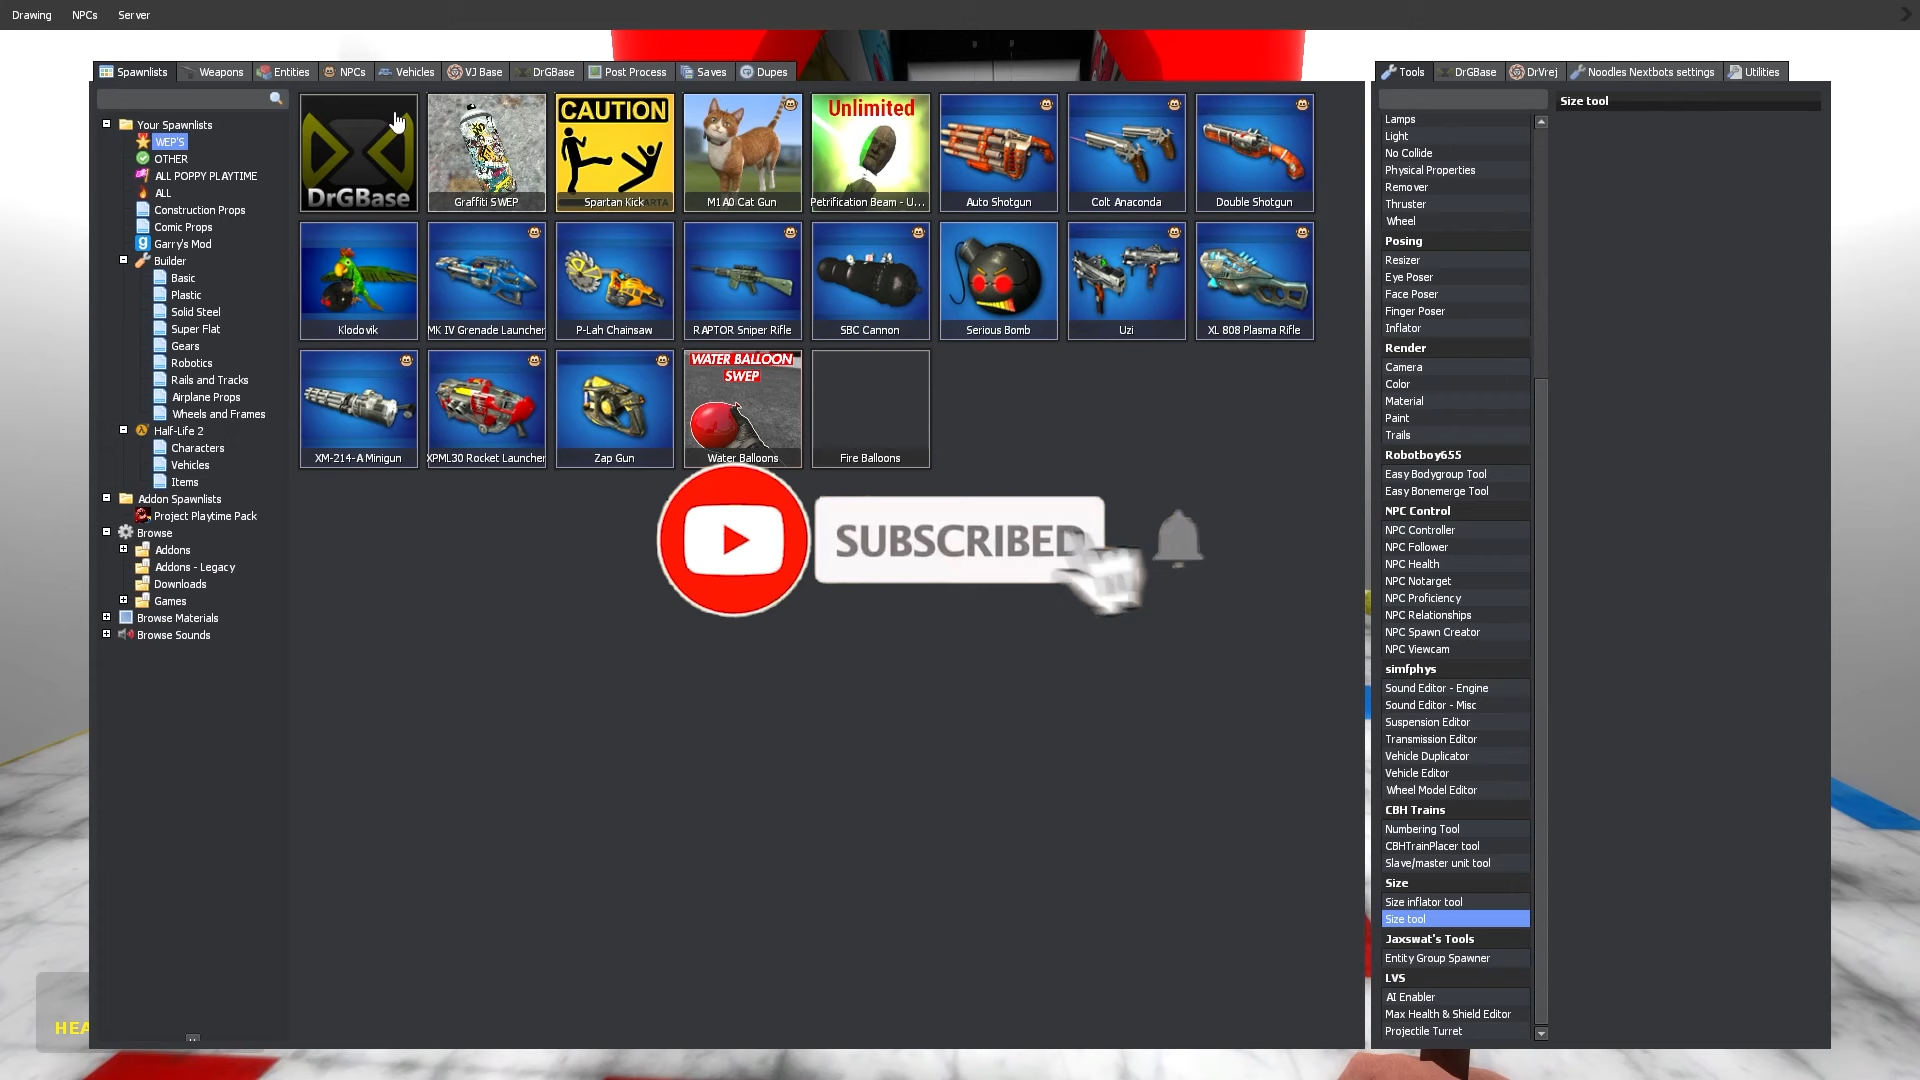 Drawing NPCs Server
Spawnlists Weapons Entities NPCs Vehicles VJ Base DrGBase Post Process Saves Dupes
Your Spawnlists
WEP'S
OTHER
ALL POPPY PLAYTIME
ALL
Construction Props
Comic Props
Garry's Mod
Builder
Basic
Plastic
Solid Steel
Super Flat
Gears
Robotics
Rails and Tracks
Airplane Props
Wheels and Frames
Half-Life 2
Characters
Vehicles
Items
Addon Spawnlists
Project Playtime Pack
Browse
Addons
Addons - Legacy
Downloads
Games
Browse Materials
Browse Sounds
DrGBase
Graffiti SWEP
CAUTION
Spartan Kick
M1A0 Cat Gun
Unlimited
Petrification Beam - U...
Auto Shotgun
Colt Anaconda
Double Shotgun
Klodovik
MK IV Grenade Launcher
P-Lah Chainsaw
RAPTOR Sniper Rifle
SBC Cannon
Serious Bomb
Uzi
XL 808 Plasma Rifle
XM-214-A Minigun
XPML30 Rocket Launcher
Zap Gun
WATER BALLOON
SWEP
Water Balloons
Fire Balloons
SUBSCRIBED
HEA
Tools DrGBase DrVrej Noodles Nextbots settings Utilities
Lamps
Light
No Collide
Physical Properties
Remover
Thruster
Wheel
Posing
Resizer
Eye Poser
Face Poser
Finger Poser
Inflator
Render
Camera
Color
Material
Paint
Trails
Robotboy655
Easy Bodygroup Tool
Easy Bonemerge Tool
NPC Control
NPC Controller
NPC Follower
NPC Health
NPC Notarget
NPC Proficiency
NPC Relationships
NPC Spawn Creator
NPC Viewcam
simfphys
Sound Editor - Engine
Sound Editor - Misc
Suspension Editor
Transmission Editor
Vehicle Duplicator
Vehicle Editor
Wheel Model Editor
CBH Trains
Numbering Tool
CBHTrainPlacer tool
Slave/master unit tool
Size
Size inflator tool
Size tool
Jaxswat's Tools
Entity Group Spawner
LVS
AI Enabler
Max Health & Shield Editor
Projectile Turret
Size tool